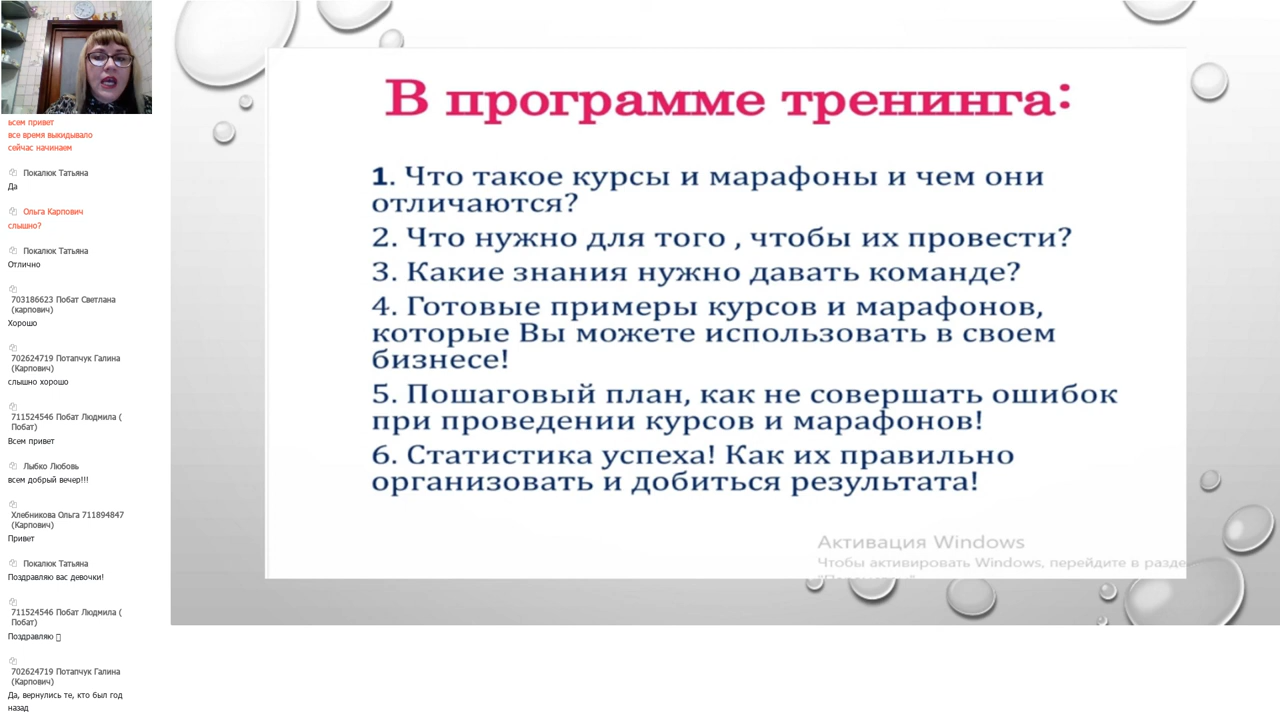 всем привет
все время выкидывало
сейчас начинаем
Покалюк Татьяна
Да
Ольга Карпович
слышно?
Покалюк Татьяна
Отлично
703186623 Побат Светлана
(карпович)
Хорошо
702624719 Потапчук Галина
(Карпович)
слышно хорошо
711524546 Побат Людмила (
Побат)
Всем привет
Лыбко Любовь
всем добрый вечер!!!
Хлебникова Ольга 711894847
(Карпович)
Привет
Покалюк Татьяна
Поздравляю вас девочки!
711524546 Побат Людмила (
Побат)
Поздравляю
702624719 Потапчук Галина
(Карпович)
Да, вернулись те, кто был год
назад
В программе тренинга:
1. Что такое курсы и марафоны и чем они
отличаются?
2. Что нужно для того , чтобы их провести?
3. Какие знания нужно давать команде?
4. Готовые примеры курсов и марафонов,
которые Вы можете использовать в своем
бизнесе!
5. Пошаговый план, как не совершать ошибок
при проведении курсов и марафонов!
6. Статистика успеха! Как их правильно
организовать и добиться результата!
Активация Windows
Чтобы активировать Windows, перейдите в разде